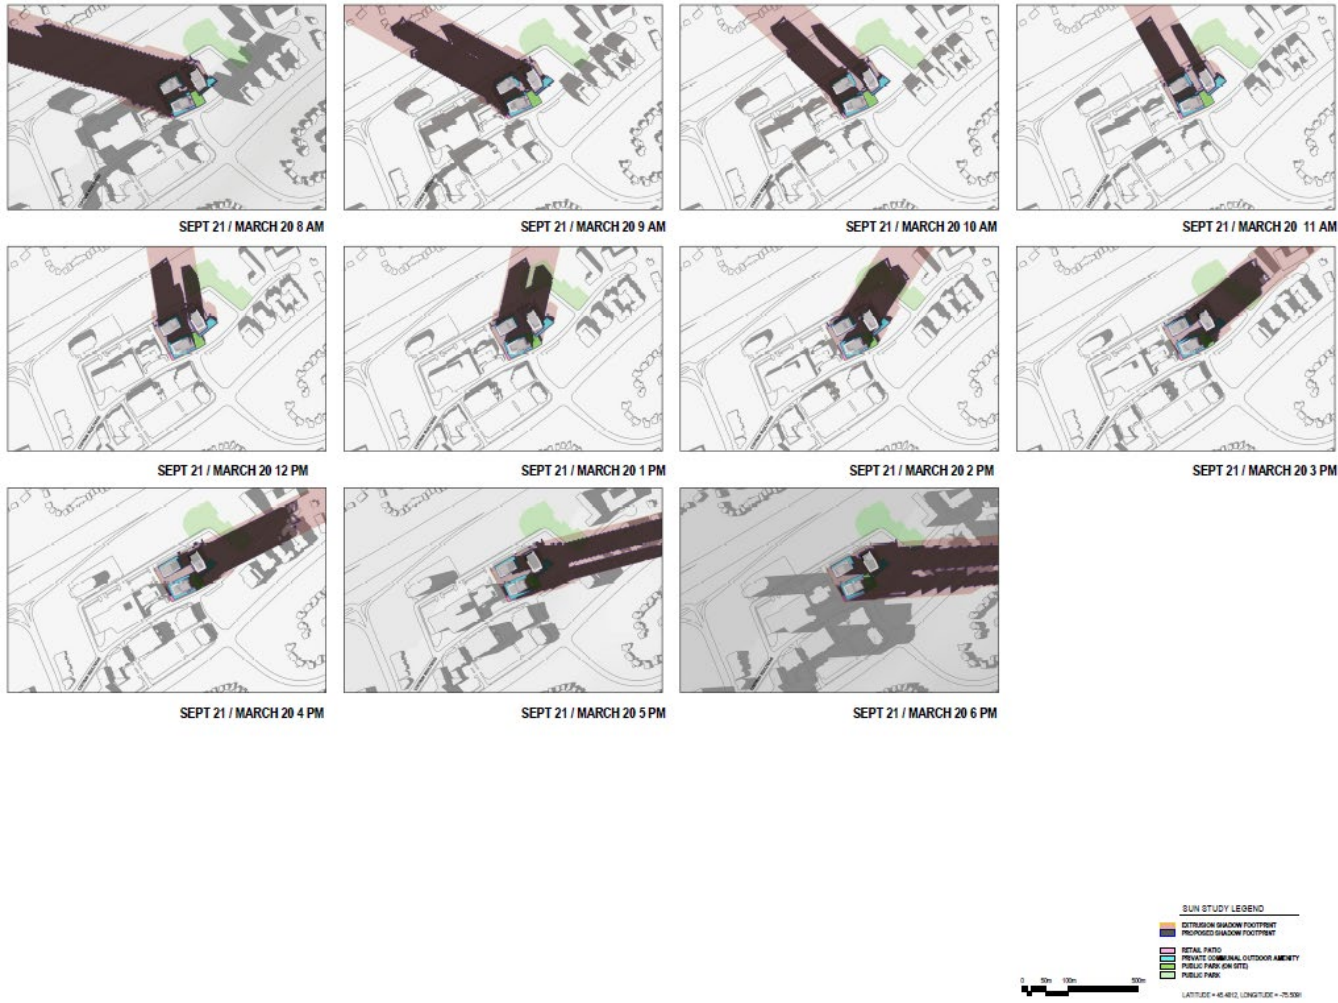 SEPT 21 / MARCH 20 8 AM
SEPT 21 / MARCH 20 9 AM
SEPT 21 / MARCH 20 10 AM
SEPT 21 / MARCH 20 11 AM
SEPT 21 / MARCH 20 12 PM
SEPT 21 / MARCH 20 1 PM
SEPT 21 / MARCH 20 2 PM
SEPT 21 / MARCH 20 3 PM
SEPT 21 / MARCH 20 4 PM
SEPT 21 / MARCH 20 5 PM
SEPT 21 / MARCH 20 6 PM
SUN STUDY LEGEND
EXTRUSION SHADOW FOOTPRINT
PROPOSED SHADOW FOOTPRINT
RETAIL PATIO
PRIVATE COMMUNAL OUTDOOR AMENITY
PUBLIC PARK (ON SITE)
PUBLIC PARK
0 50m 100m 500m
LATITUDE = 45.4812, LONGITUDE =